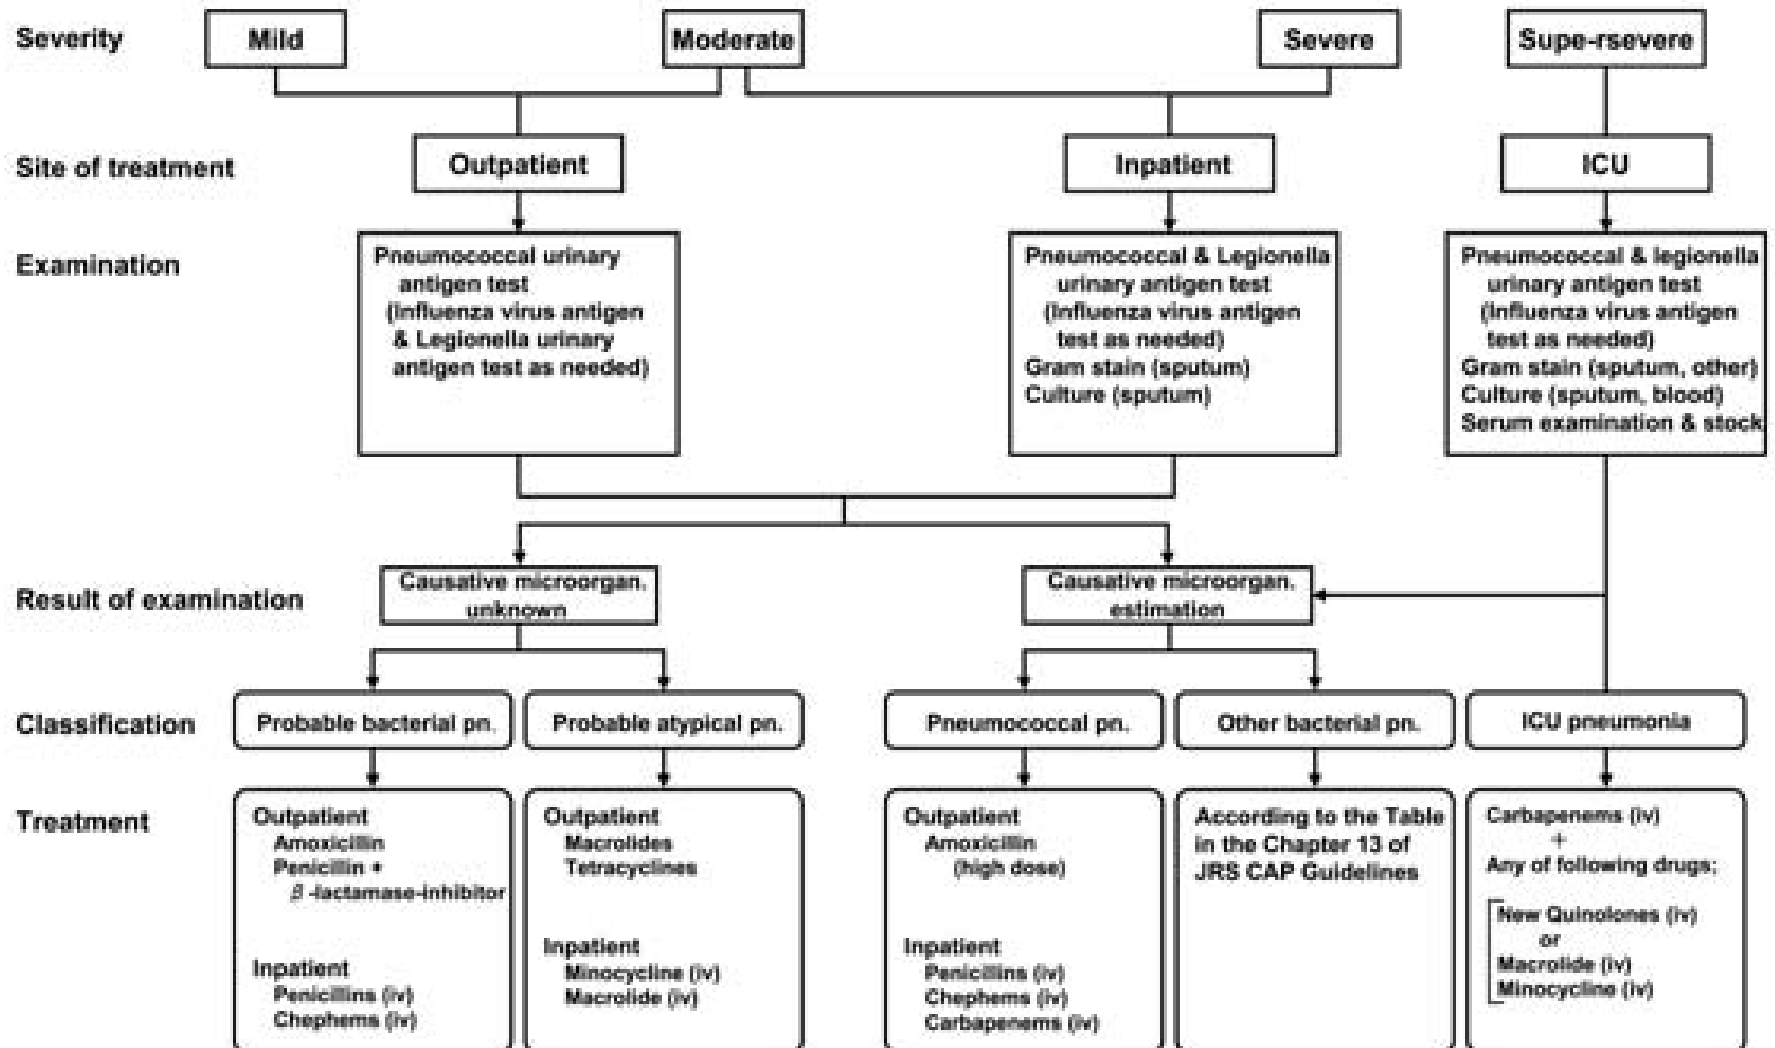 Severity
Mild
Moderate
Severe
Supe-rsevere
Site of treatment
Outpatient
Inpatient
ICU
Examination
Pneumococcal urinary
antigen test
(Influenza virus antigen
& Legionella urinary
antigen test as needed)
Pneumococcal & Legionella
urinary antigen test
(Influenza virus antigen
test as needed)
Gram stain (sputum)
Culture (sputum)
Pneumococcal & legionella
urinary antigen test
(Influenza virus antigen
test as needed)
Gram stain (sputum, other)
Culture (sputum, blood)
Serum examination & stock
Result of examination
Causative microorgan.
unknown
Causative microorgan.
estimation
Classification
Probable bacterial pn.
Probable atypical pn.
Pneumococcal pn.
Other bacterial pn.
ICU pneumonia
Treatment
Outpatient
Amoxicillin
Penicillin +
β-lactamase-inhibitor
Inpatient
Penicillins (iv)
Chephems (iv)
Outpatient
Macrolides
Tetracyclines
Inpatient
Minocycline (iv)
Macrolide (iv)
Outpatient
Amoxicillin
(high dose)
Inpatient
Penicillins (iv)
Chephems (iv)
Carbapenems (iv)
According to the Table
in the Chapter 13 of
JRS CAP Guidelines
Carbapenems (iv)
+
Any of following drugs;
New Quinolones (iv)
or
Macrolide (iv)
Minocycline (iv)